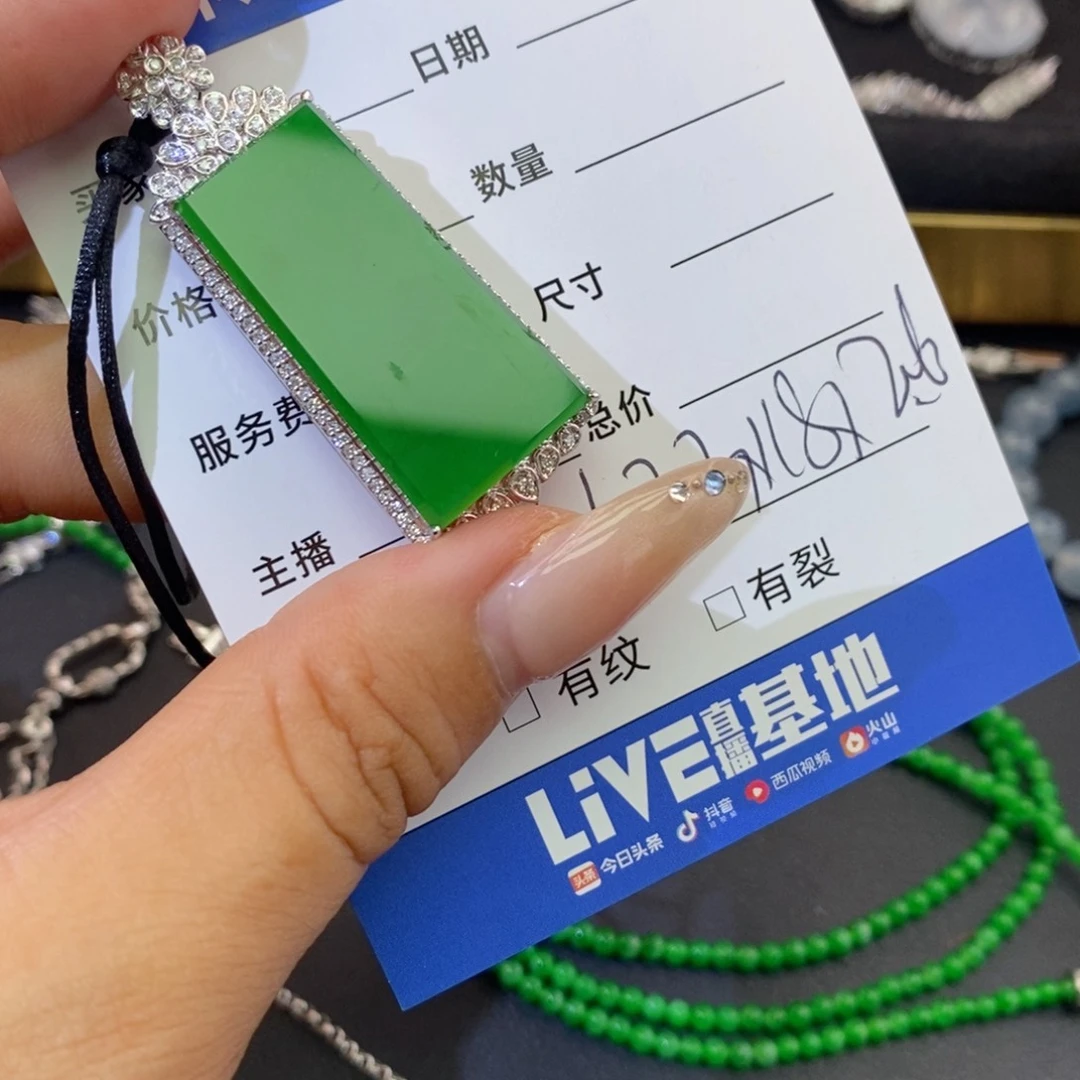 日期
数量
价格
尺寸
服务费
总价
主播
有裂
有纹
LiVE直播基地
头条 今日头条 抖音 西瓜视频 火山